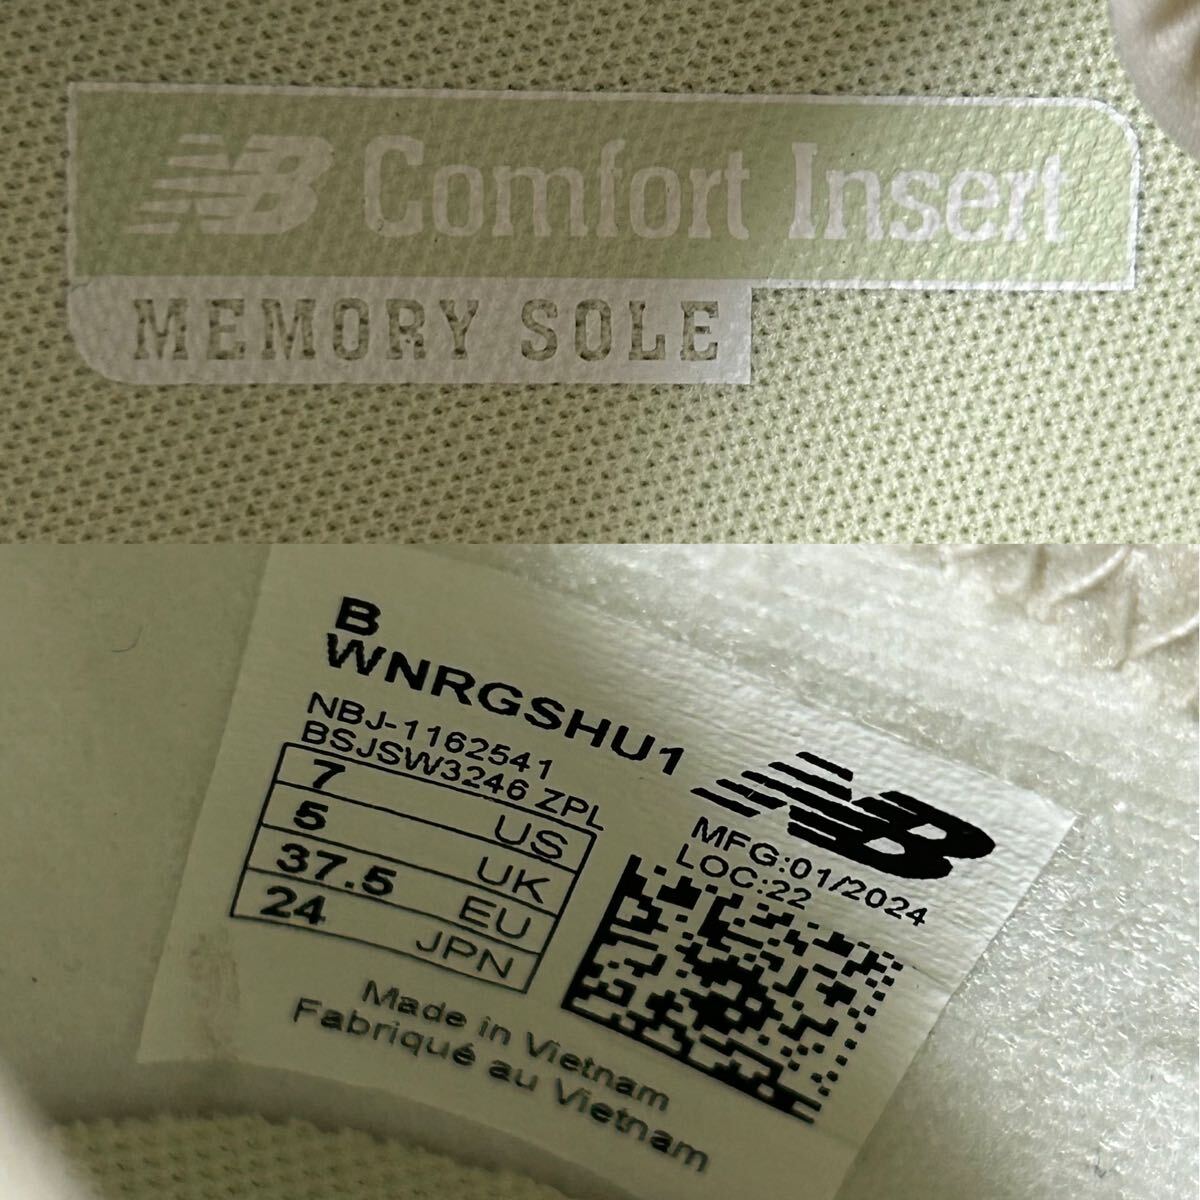 NB Comfort Insert
MEMORY SOLE
B
WNRGSHU1
NBJ-1162541
BSJSW3246 ZPL
7 US
5 UK
37.5 EU
24 JPN
NB
MFG:01/2024
LOC:22
Made in Vietnam
Fabriqué au Vietnam